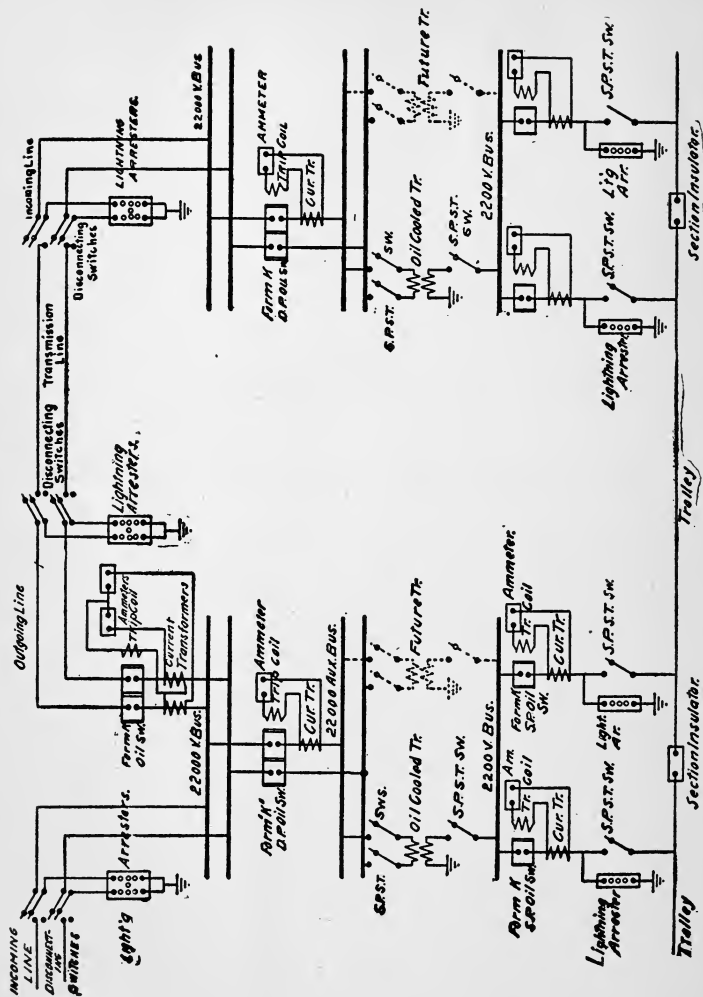 Incoming Line
LIGHTNING
ARRESTERS.
Disconnecting
Switches
Transmission
Line
Disconnecting
Switches
Lightning
Arresters.
Outgoing Line
Ammeters
Trip Coil
Current
Transformers
Form K
Oil Sw.
22000 V. Bus.
INCOMING
LINE
DISCONNECT-
ING
SWITCHES
Light'g
Arresters.
22000 V. Bus
AMMETER
Trip Coil
Cur. Tr.
Form K
D.P. Oil Sw.
Ammeter
Trip Coil
Cur. Tr.
Form "K"
D.P. Oil Sw.
22000 Aux. Bus.
Future Tr.
Oil Cooled Tr.
Sw.
S.P.S.T.
S.P.S.T.
Sw.
2200 V. Bus.
Future Tr.
Oil Cooled Tr.
Sws.
S.P.S.T.
S.P.S.T. Sw.
2200 V. Bus.
S.P.S.T. Sw.
Lig
Arr.
S.P.S.T. Sw
Lightning
Arrester
Ammeter.
Tr. Coil
Cur. Tr.
Form K
S.P. Oil
Sw.
S.P.S.T. Sw
Light.
Ar.
Am.
Tr. Coil
Cur. Tr.
Form K
S.P. Oil Sw.
S.P.S.T. Sw
Lightning
Arrester
Section Insulator.
Trolley
Section Insulator
Trolley